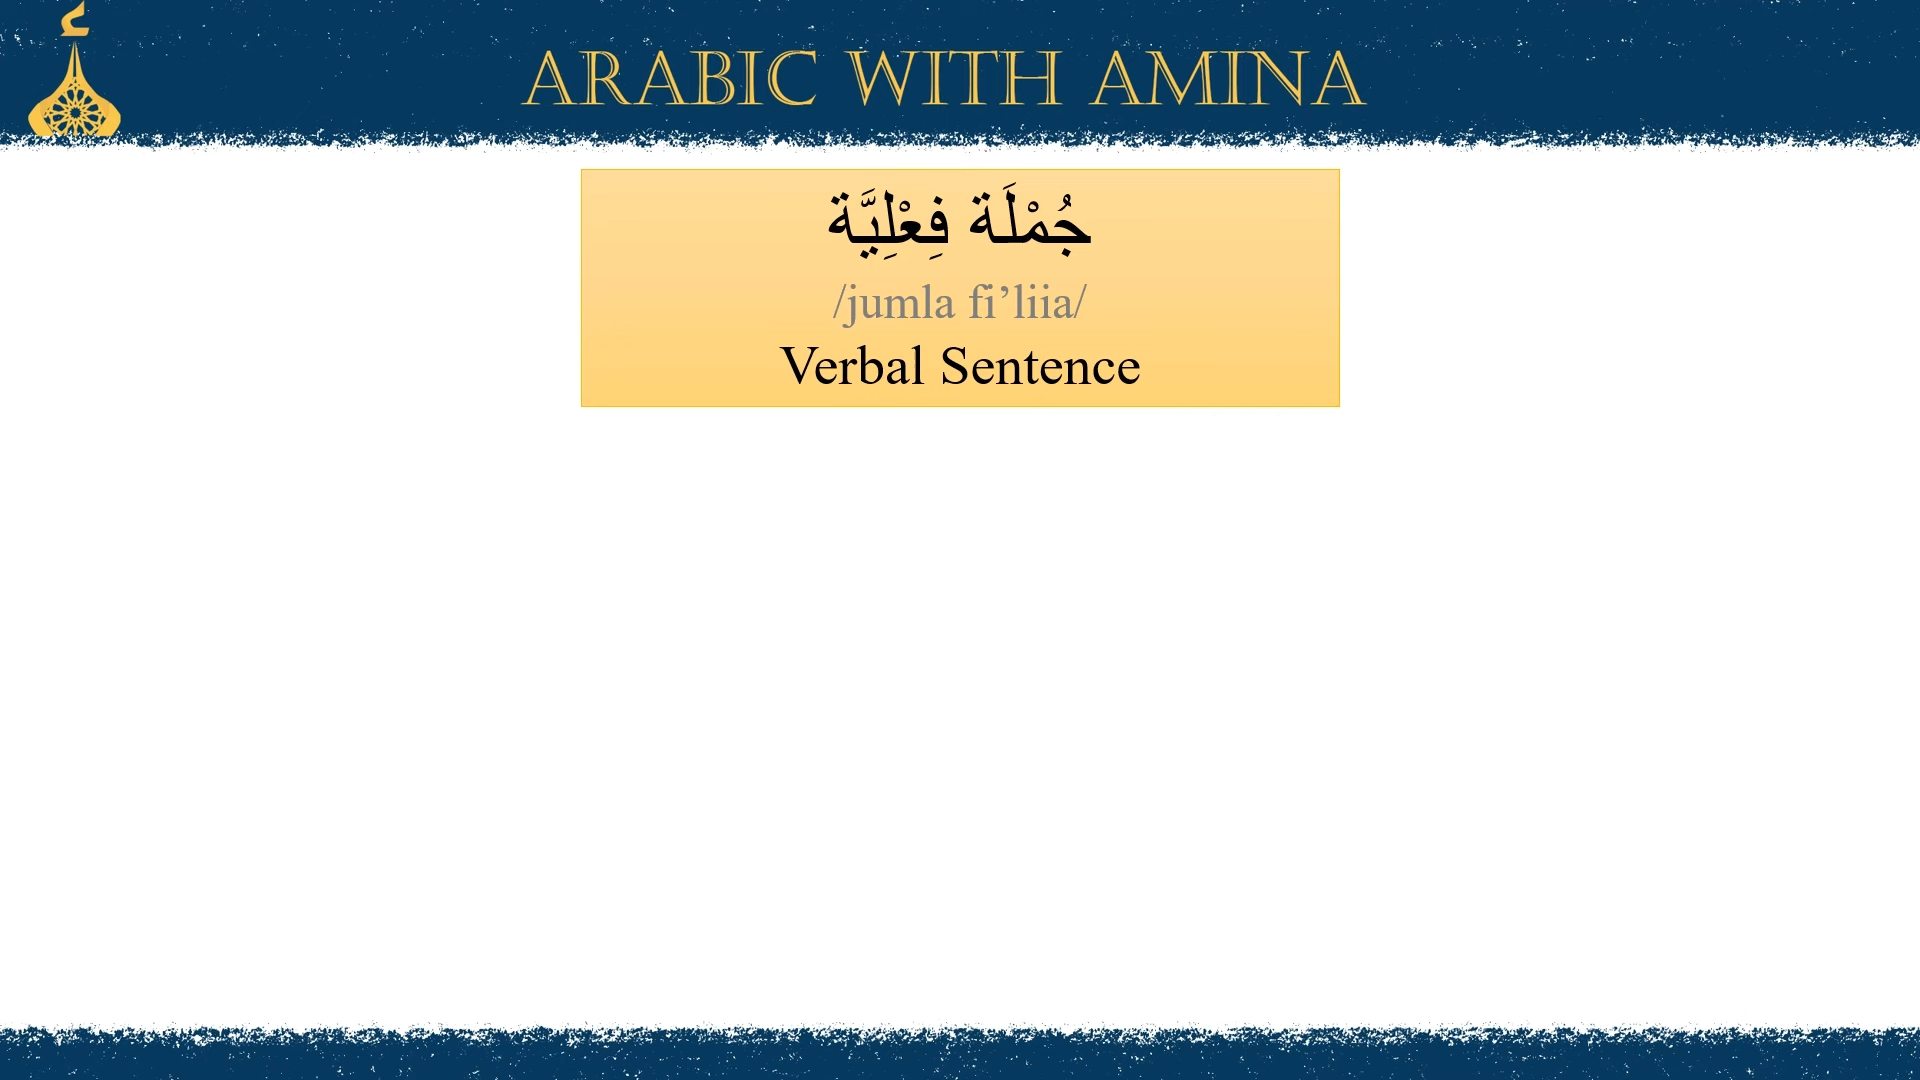 ARABIC WITH AMINA
جُمْلَة فِعْلِيَّة
/jumla fi’liia/
Verbal Sentence